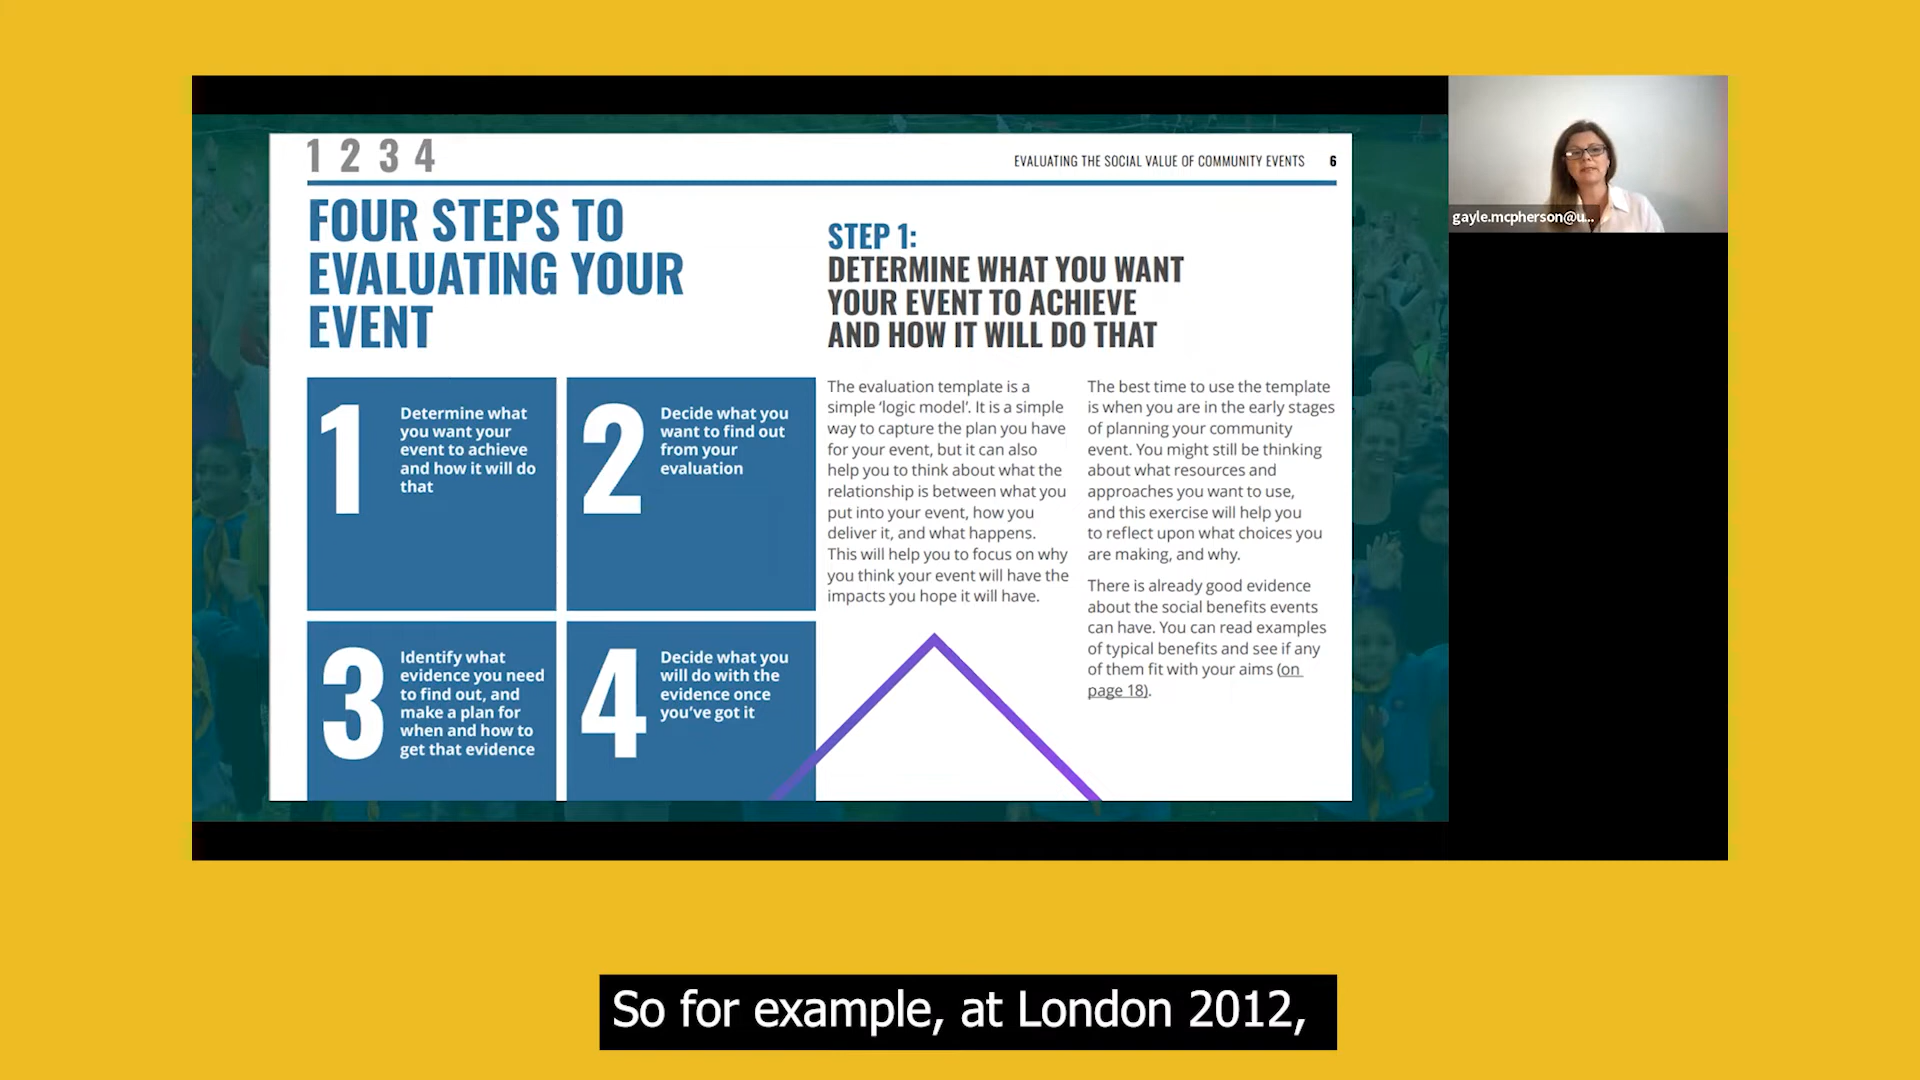 1 2 3 4
EVALUATING THE SOCIAL VALUE OF COMMUNITY EVENTS 6
FOUR STEPS TO
EVALUATING YOUR
EVENT
1
Determine what
you want your
event to achieve
and how it will do
that
2
Decide what you
want to find out
from your
evaluation
3
Identify what
evidence you need
to find out, and
make a plan for
when and how to
get that evidence
4
Decide what you
will do with the
evidence once
you've got it
STEP 1:
DETERMINE WHAT YOU WANT
YOUR EVENT TO ACHIEVE
AND HOW IT WILL DO THAT
The evaluation template is a
simple ‘logic model’. It is a simple
way to capture the plan you have
for your event, but it can also
help you to think about what the
relationship is between what you
put into your event, how you
deliver it, and what happens.
This will help you to focus on why
you think your event will have the
impacts you hope it will have.
The best time to use the template
is when you are in the early stages
of planning your community
event. You might still be thinking
about what resources and
approaches you want to use,
and this exercise will help you
to reflect upon what choices you
are making, and why.
There is already good evidence
about the social benefits events
can have. You can read examples
of typical benefits and see if any
of them fit with your aims (on
page 18).
gayle.mcpherson@u...
So for example, at London 2012,